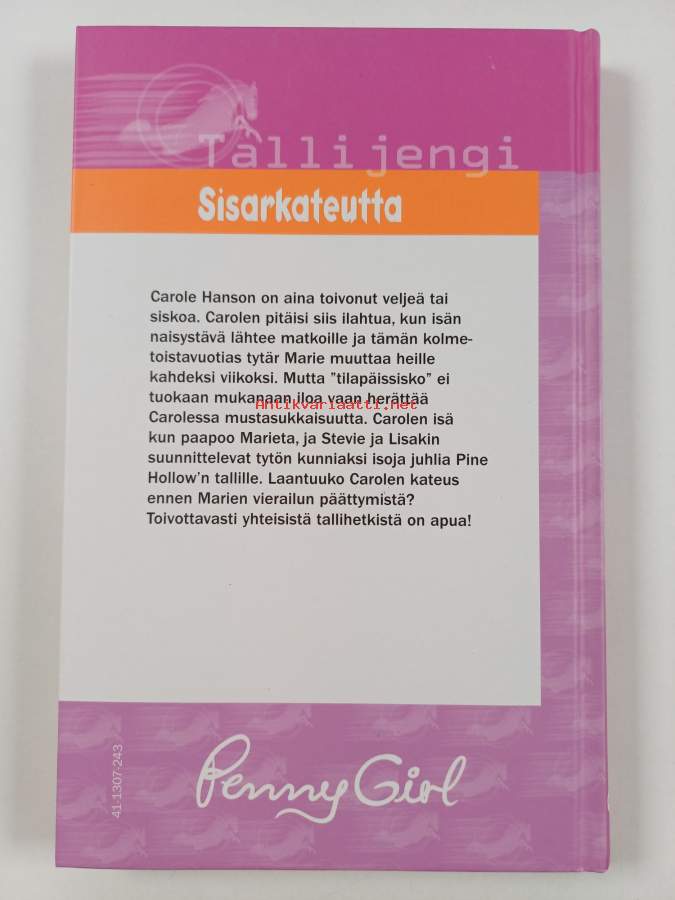 Tallijengi
Sisarkateutta
Carole Hanson on aina toivonut veljeä tai
siskoa. Carolen pitäisi siis ilahtua, kun isän
naisystävä lähtee matkoille ja tämän kolme-
toistavuotias tytär Marie muuttaa heille
kahdeksi viikoksi. Mutta "tilapäissisko" ei
tuokaan mukanaan iloa vaan herättää
Antikvariaatti.net
Carolessa mustasukkaisuutta. Carolen isä
kun paapoo Marieta, ja Stevie ja Lisakin
suunnittelevat tytön kunniaksi isoja juhlia Pine
Hollow'n tallille. Laantuuko Carolen kateus
ennen Marien vierailun päättymistä?
Toivottavasti yhteisistä tallihetkistä on apua!
41-1307-243
Penny Girl